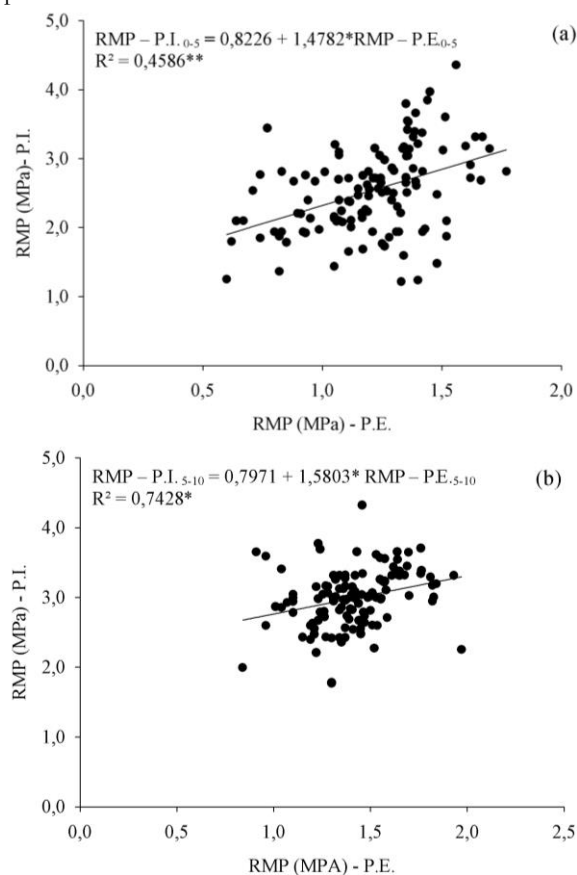 RMP – P.I. 0-5 = 0,8226 + 1,4782*RMP – P.E.0-5
R² = 0,4586**
(a)
5,0
4,0
3,0
2,0
1,0
0,0
RMP (MPa)- P.I.
0,0 0,5 1,0 1,5 2,0
RMP (MPa) - P.E.
RMP – P.I. 5-10 = 0,7971 + 1,5803* RMP – P.E.5-10
R² = 0,7428*
(b)
5,0
4,0
3,0
2,0
1,0
0,0
RMP (MPa) - P.I.
0,0 0,5 1,0 1,5 2,0 2,5
RMP (MPA) - P.E.